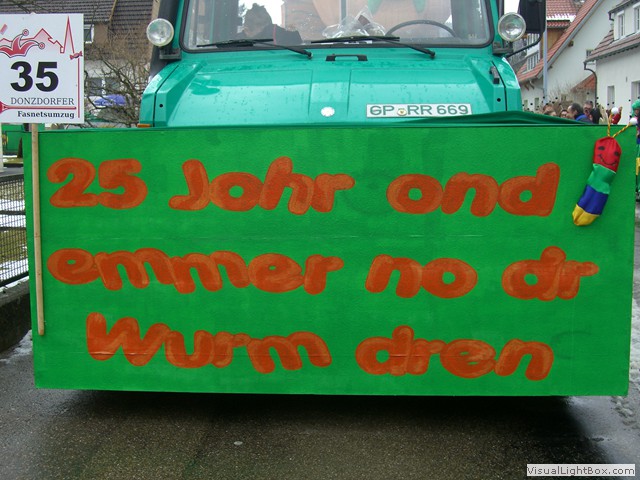 35
DONZDORFER
Fasnetsumzug
GP RR 669
25 Johr ond
emmer no dr
Wurm dren
VisualLightBox.com